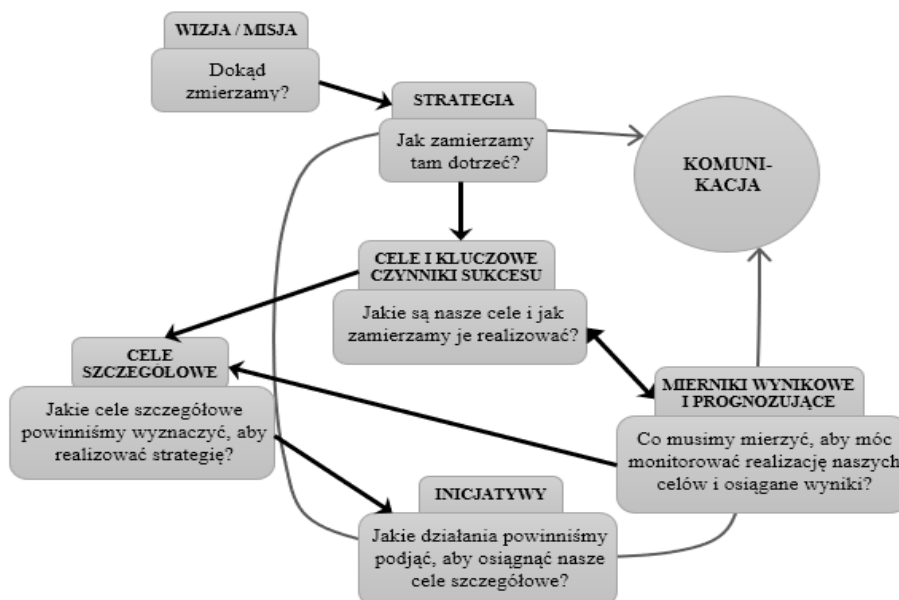 WIZJA / MISJA
Dokąd
zmierzamy?
STRATEGIA
Jak zamierzamy
tam dotrzeć?
KOMUNI-
KACJA
CELE I KLUCZOWE
CZYNNIKI SUKCESU
Jakie są nasze cele i jak
zamierzamy je realizować?
CELE
SZCZEGÓŁOWE
Jakie cele szczegółowe
powinniśmy wyznaczyć, aby
realizować strategię?
MIERNIKI WYNIKOWE
I PROGNOZUJĄCE
Co musimy mierzyć, aby móc
monitorować realizację naszych
celów i osiągane wyniki?
INICJATYWY
Jakie działania powinniśmy
podjąć, aby osiągnąć nasze
cele szczegółowe?